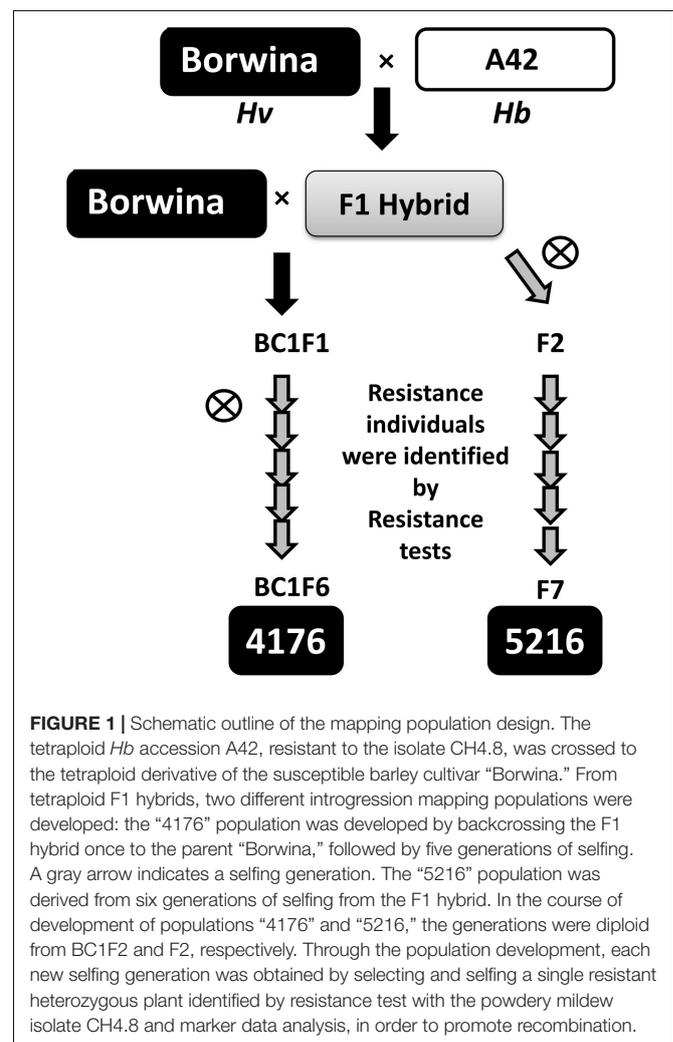 Borwina × A42
Hv Hb
Borwina × F1 Hybrid
BC1F1 F2
Resistance
individuals
were identified
by
Resistance
tests
BC1F6 F7
4176 5216
FIGURE 1 | Schematic outline of the mapping population design. The
tetraploid Hb accession A42, resistant to the isolate CH4.8, was crossed to
the tetraploid derivative of the susceptible barley cultivar “Borwina.” From
tetraploid F1 hybrids, two different introgression mapping populations were
developed: the “4176” population was developed by backcrossing the F1
hybrid once to the parent “Borwina,” followed by five generations of selfing.
A gray arrow indicates a selfing generation. The “5216” population was
derived from six generations of selfing from the F1 hybrid. In the course of
development of populations “4176” and “5216,” the generations were diploid
from BC1F2 and F2, respectively. Through the population development, each
new selfing generation was obtained by selecting and selfing a single resistant
heterozygous plant identified by resistance test with the powdery mildew
isolate CH4.8 and marker data analysis, in order to promote recombination.